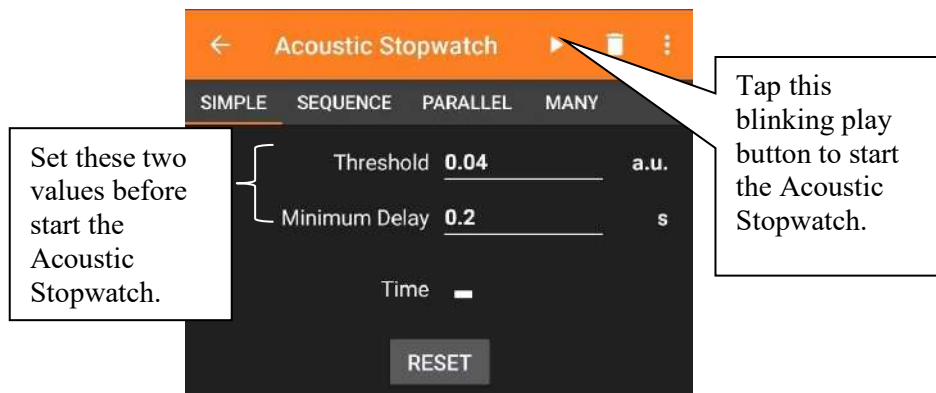 Acoustic Stopwatch
SIMPLE SEQUENCE PARALLEL MANY
Set these two
values before
start the
Acoustic
Stopwatch.
Threshold 0.04 a.u.
Minimum Delay 0.2 s
Time -
RESET
Tap this
blinking play
button to start
the Acoustic
Stopwatch.